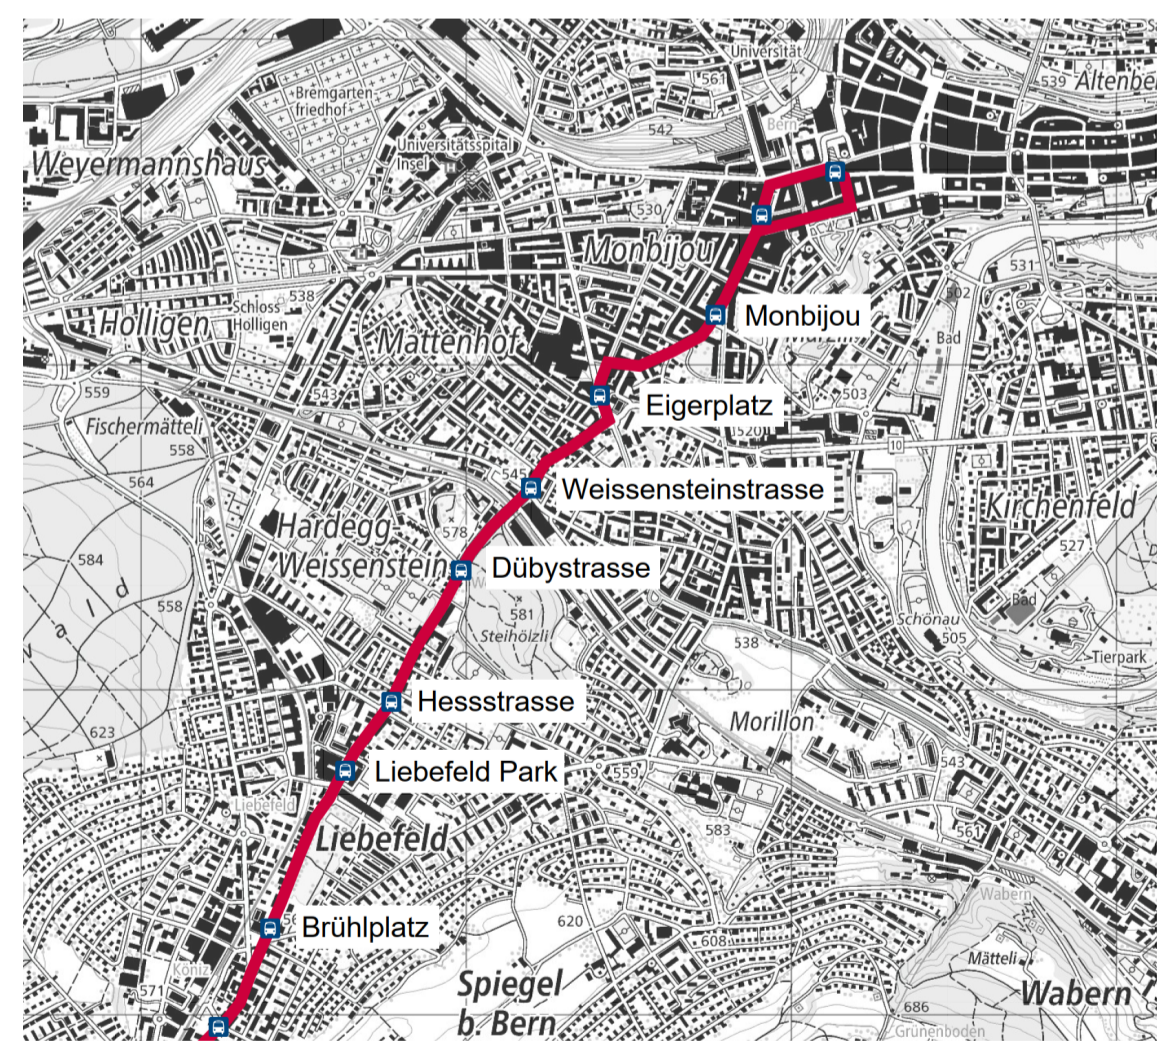 Universität
561
539
Altenbe
Bremgarten-
friedhof
542
Bern
Universitätsspital
Insel
Weyermannshaus
530
Monbijou
531
502
Schloss
Holligen
538
Holligen
Mattenhof
Monbijou
Bad
559
543
503
Eigerplatz
Fischermätteli
520
558
10
545
564
Weissensteinstrasse
Kirchenfeld
Hardegg
Weissenstein
578
527
584
Dübystrasse
d
l
a
558
581
Steihölzli
Bad
Schönau
505
538
Tierpark
Hessstrasse
Morillon
623
Liebefeld Park
559
543
Liebefeld
Liebefeld
583
561
Brühlplatz
620
608
Wabern
Köniz
571
Mätteli
Spiegel
b. Bern
Wabern
686
Grünenboden